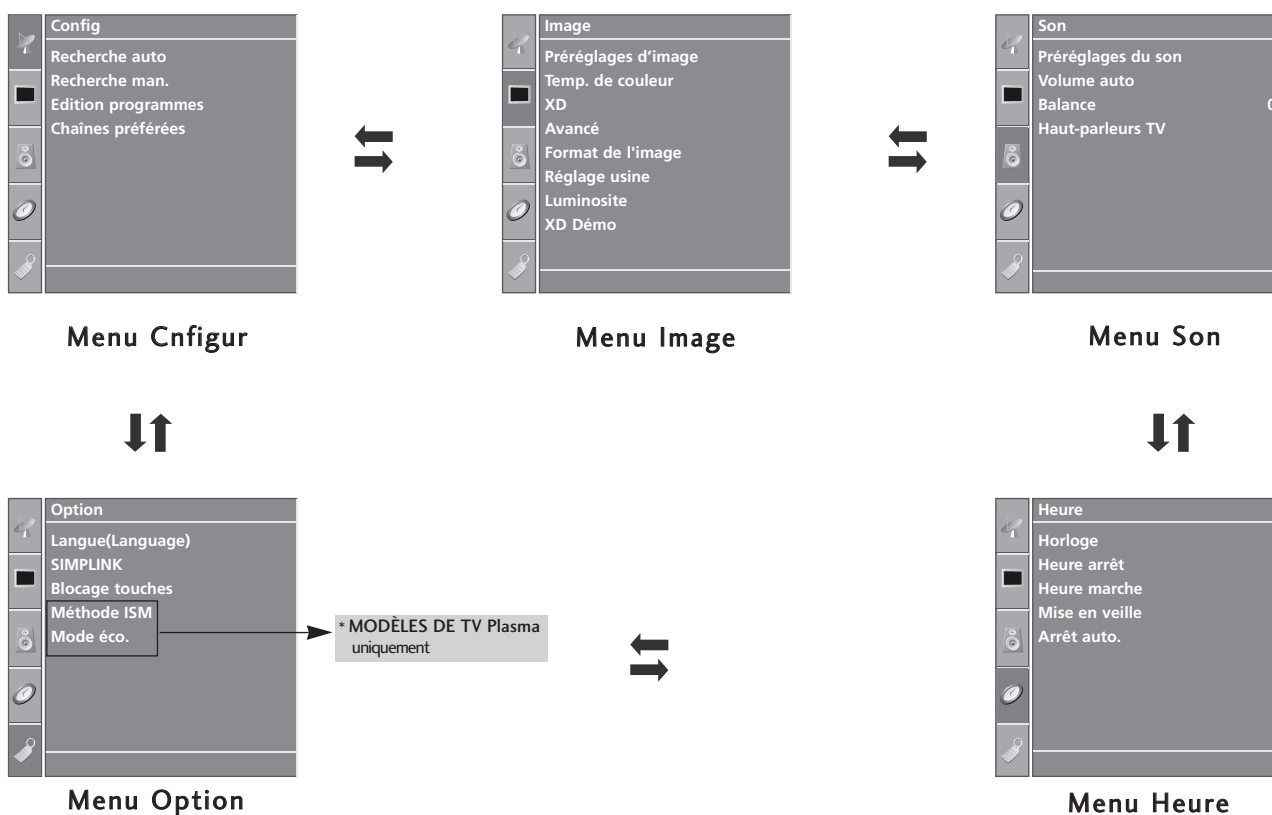 Config
Recherche auto
Recherche man.
Edition programmes
Chaînes préférées
Menu Cnfigur
Image
Préréglages d’image
Temp. de couleur
XD
Avancé
Format de l'image
Réglage usine
Luminosite
XD Démo
Menu Image
Son
Préréglages du son
Volume auto
Balance 0
Haut-parleurs TV
Menu Son
Option
Langue(Language)
SIMPLINK
Blocage touches
Méthode ISM
Mode éco.
* MODÈLES DE TV Plasma
uniquement
Menu Option
Heure
Horloge
Heure arrêt
Heure marche
Mise en veille
Arrêt auto.
Menu Heure